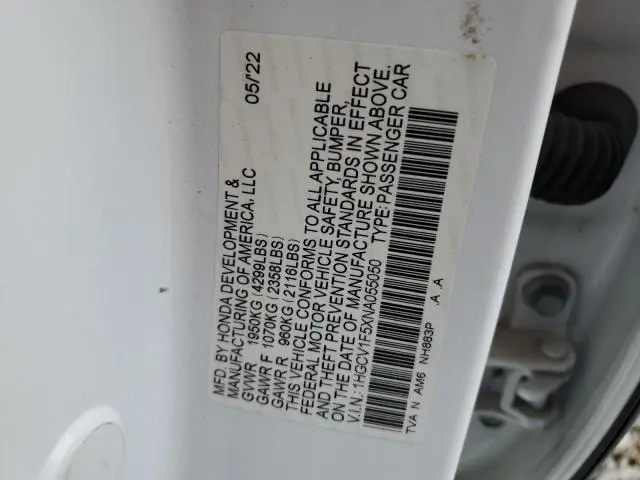 MFD. BY HONDA DEVELOPMENT &
MANUFACTURING OF AMERICA. LLC 05/'22
GVWR 1950KG (4299LBS)
GAWR F 1070KG (2358LBS)
GAWR R 960KG (2116LBS)
THIS VEHICLE CONFORMS TO ALL APPLICABLE
FEDERAL MOTOR VEHICLE SAFETY, BUMPER,
AND THEFT PREVENTION STANDARDS IN EFFECT
ON THE DATE OF MANUFACTURE SHOWN ABOVE.
V.I.N.: 1HGCV1F5XNA055050 TYPE: PASSENGER CAR
TVA N AM6 NH883P .A .A